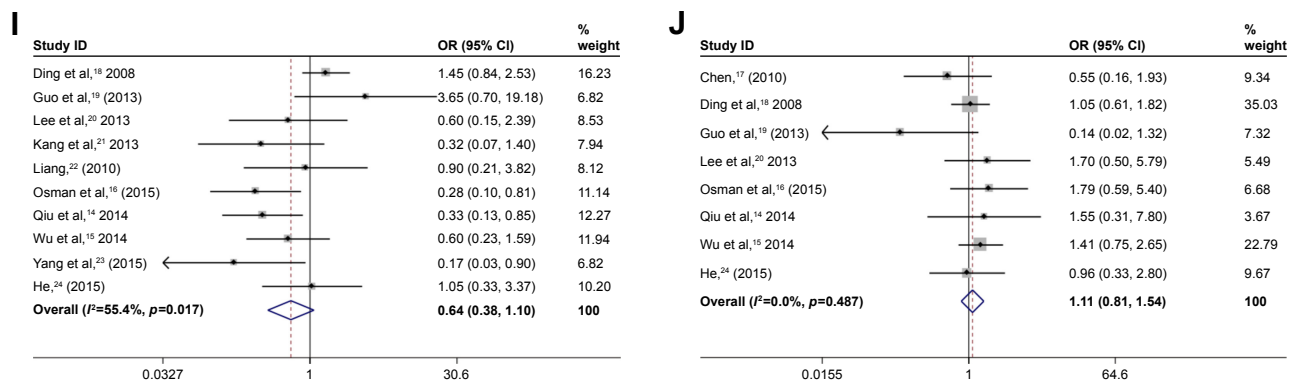 I
Study ID OR (95% CI) % weight
Ding et al,18 2008 1.45 (0.84, 2.53) 16.23
Guo et al,19 (2013) 3.65 (0.70, 19.18) 6.82
Lee et al,20 2013 0.60 (0.15, 2.39) 8.53
Kang et al,21 2013 0.32 (0.07, 1.40) 7.94
Liang,22 (2010) 0.90 (0.21, 3.82) 8.12
Osman et al,16 (2015) 0.28 (0.10, 0.81) 11.14
Qiu et al,14 2014 0.33 (0.13, 0.85) 12.27
Wu et al,15 2014 0.60 (0.23, 1.59) 11.94
Yang et al,23 (2015) 0.17 (0.03, 0.90) 6.82
He,24 (2015) 1.05 (0.33, 3.37) 10.20
Overall (I²=55.4%, p=0.017) 0.64 (0.38, 1.10) 100
0.0327 1 30.6
J
Study ID OR (95% CI) % weight
Chen,17 (2010) 0.55 (0.16, 1.93) 9.34
Ding et al,18 2008 1.05 (0.61, 1.82) 35.03
Guo et al,19 (2013) 0.14 (0.02, 1.32) 7.32
Lee et al,20 2013 1.70 (0.50, 5.79) 5.49
Osman et al,16 (2015) 1.79 (0.59, 5.40) 6.68
Qiu et al,14 2014 1.55 (0.31, 7.80) 3.67
Wu et al,15 2014 1.41 (0.75, 2.65) 22.79
He,24 (2015) 0.96 (0.33, 2.80) 9.67
Overall (I²=0.0%, p=0.487) 1.11 (0.81, 1.54) 100
0.0155 1 64.6